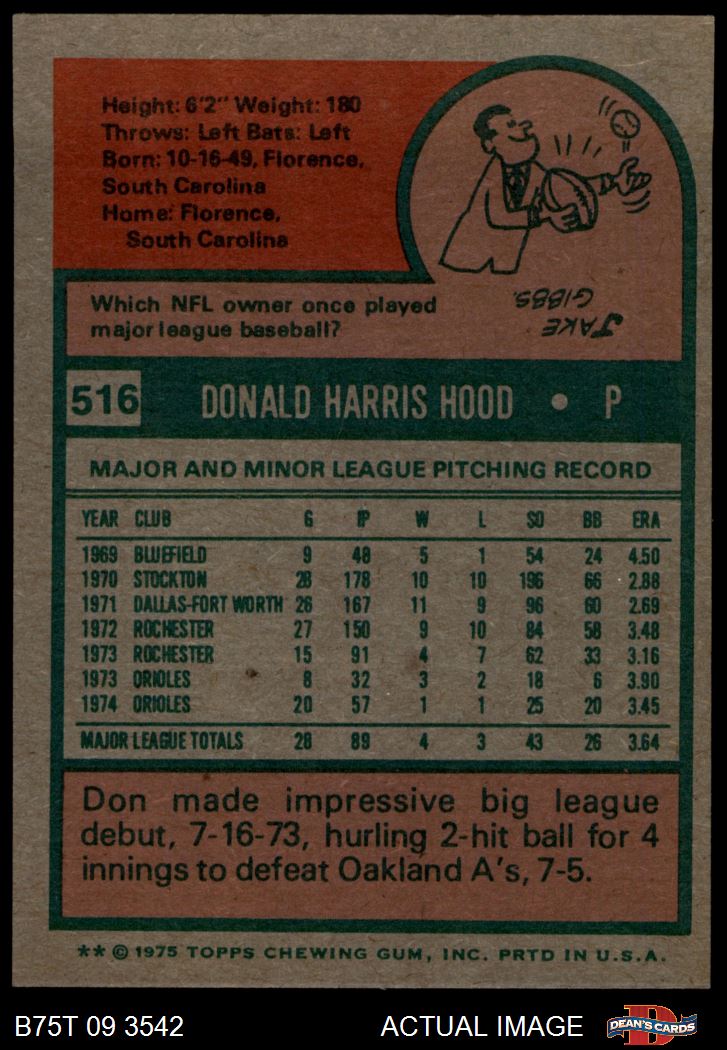 Height: 6'2" Weight: 180
Throws: Left Bats: Left
Born: 10-16-49, Florence,
South Carolina
Home: Florence,
South Carolina
Which NFL owner once played
major league baseball?
JAKE
GIBBS.
516 DONALD HARRIS HOOD • P
MAJOR AND MINOR LEAGUE PITCHING RECORD
YEAR CLUB G IP W L SO BB ERA
1969 BLUEFIELD 9 48 5 1 54 24 4.50
1970 STOCKTON 28 178 10 10 196 66 2.88
1971 DALLAS-FORT WORTH 26 167 11 9 96 60 2.69
1972 ROCHESTER 27 150 9 10 84 58 3.48
1973 ROCHESTER 15 91 4 7 62 33 3.16
1973 ORIOLES 8 32 3 2 18 6 3.90
1974 ORIOLES 20 57 1 1 25 20 3.45
MAJOR LEAGUE TOTALS 28 89 4 3 43 26 3.64
Don made impressive big league
debut, 7-16-73, hurling 2-hit ball for 4
innings to defeat Oakland A's, 7-5.
** © 1975 TOPPS CHEWING GUM, INC. PRTD IN U.S.A.
B75T 09 3542 ACTUAL IMAGE DEAN'S CARDS